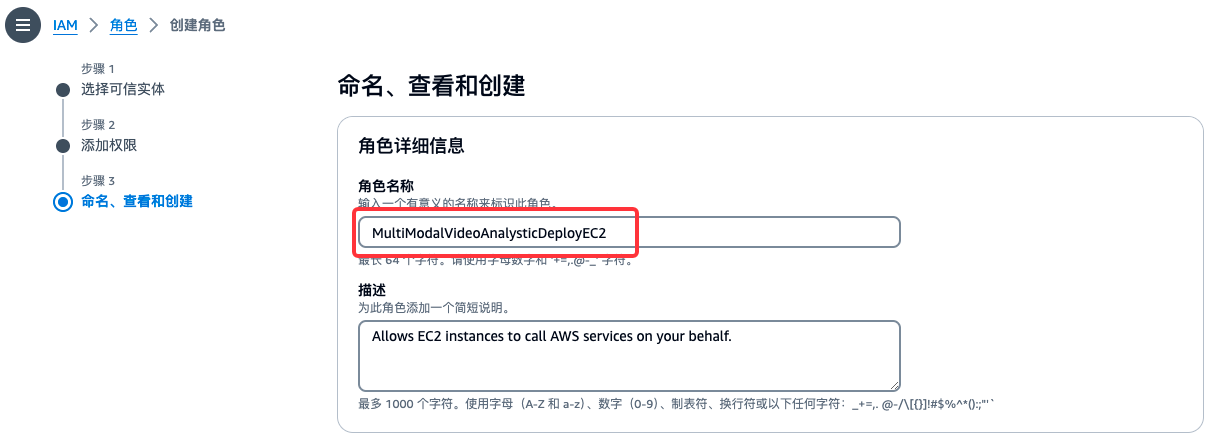 IAM > 角色 > 创建角色
步骤 1
选择可信实体
步骤 2
添加权限
步骤 3
命名、查看和创建
命名、查看和创建
角色详细信息
角色名称
输入一个有意义的名称来标识此角色。
MultiModalVideoAnalysticDeployEC2
最长 64 个字符。请使用字母数字和 "+=,.@-_" 字符。
描述
为此角色添加一个简短说明。
Allows EC2 instances to call AWS services on your behalf.
最多 1000 个字符。使用字母（A-Z 和 a-z）、数字（0-9）、制表符、换行符或以下任何字符：_+=,. @-/\[{}]!#$%^*();:"'`